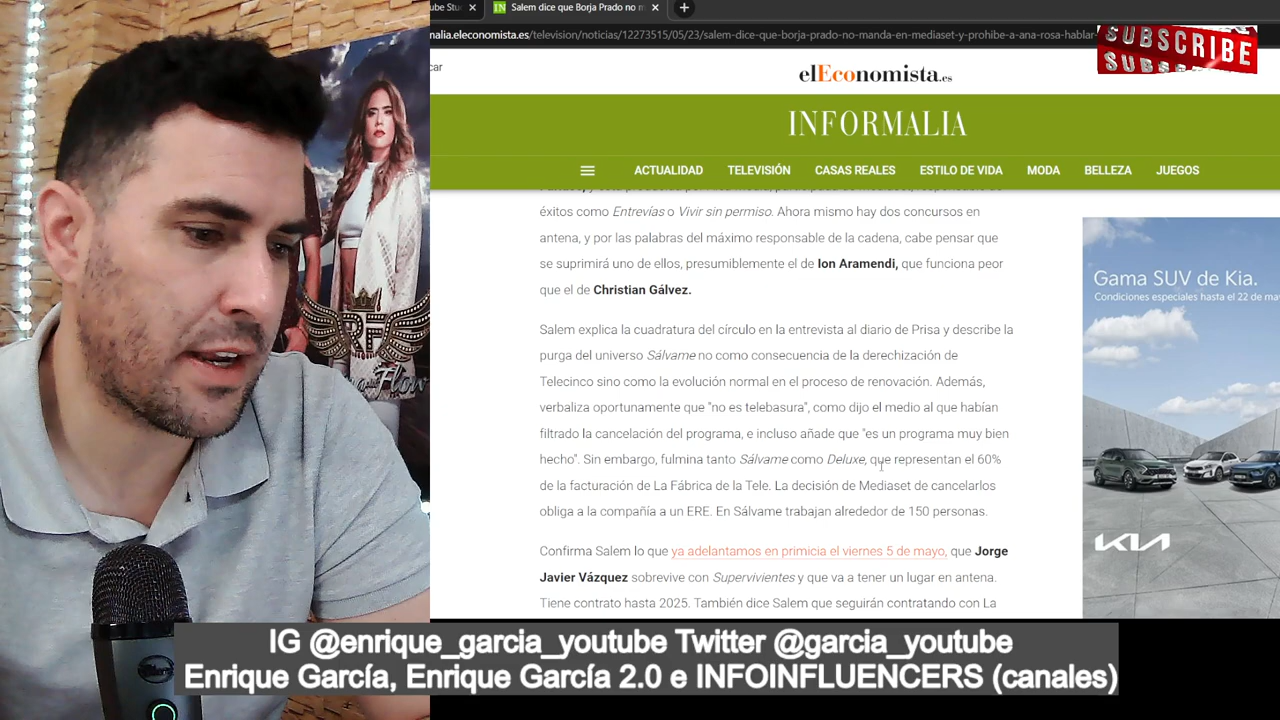 Salem dice que Borja Prado no m
malia.eleconomista.es/television/noticias/12273515/05/23/salem-dice-que-borja-prado-no-manda-en-mediaset-y-prohibe-a-ana-rosa-hablar-
SUBSCRIBE
car
elEconomista.es
INFORMALIA
ACTUALIDAD TELEVISIÓN CASAS REALES ESTILO DE VIDA MODA BELLEZA JUEGOS
éxitos como Entrevías o Vivir sin permiso. Ahora mismo hay dos concursos en
antena, y por las palabras del máximo responsable de la cadena, cabe pensar que
se suprimirá uno de ellos, presumiblemente el de Ion Aramendi, que funciona peor
que el de Christian Gálvez.
Salem explica la cuadratura del círculo en la entrevista al diario de Prisa y describe la
purga del universo Sálvame no como consecuencia de la derechización de
Telecinco sino como la evolución normal en el proceso de renovación. Además,
verbaliza oportunamente que "no es telebasura", como dijo el medio al que habían
filtrado la cancelación del programa, e incluso añade que "es un programa muy bien
hecho". Sin embargo, fulmina tanto Sálvame como Deluxe, que representan el 60%
de la facturación de La Fábrica de la Tele. La decisión de Mediaset de cancelarlos
obliga a la compañía a un ERE. En Sálvame trabajan alrededor de 150 personas.
Confirma Salem lo que ya adelantamos en primicia el viernes 5 de mayo, que Jorge
Javier Vázquez sobrevive con Supervivientes y que va a tener un lugar en antena.
Tiene contrato hasta 2025. También dice Salem que seguirán contratando con La
Gama SUV de Kia.
Condiciones especiales hasta el 22 de may
KIA
RF
Flow
IG @enrique_garcia_youtube Twitter @garcia_youtube
Enrique García, Enrique García 2.0 e INFOINFLUENCERS (canales)